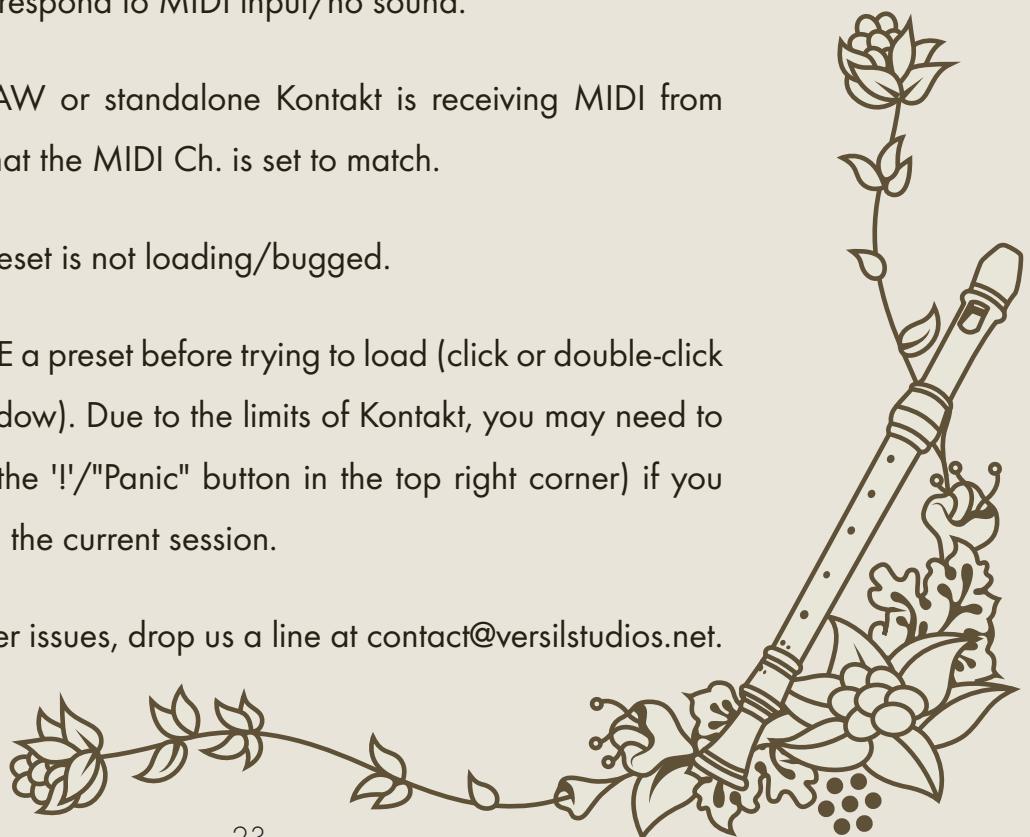 respond to MIDI input/no sound.
AW or standalone Kontakt is receiving MIDI from
hat the MIDI Ch. is set to match.
eset is not loading/bugged.
E a preset before trying to load (click or double-click
dow). Due to the limits of Kontakt, you may need to
the '!'/"Panic" button in the top right corner) if you
the current session.
er issues, drop us a line at contact@versilstudios.net.
23